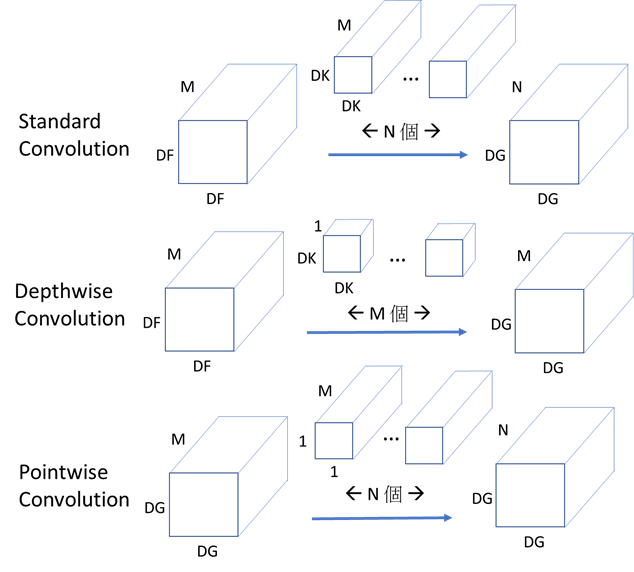 M
DK
DK
...
M
DF
DF
Standard
Convolution
← N 個 →
N
DG
DG
1
DK
DK
...
M
DF
DF
Depthwise
Convolution
← M 個 →
M
DG
DG
M
1
1
...
M
DG
DG
Pointwise
Convolution
← N 個 →
N
DG
DG